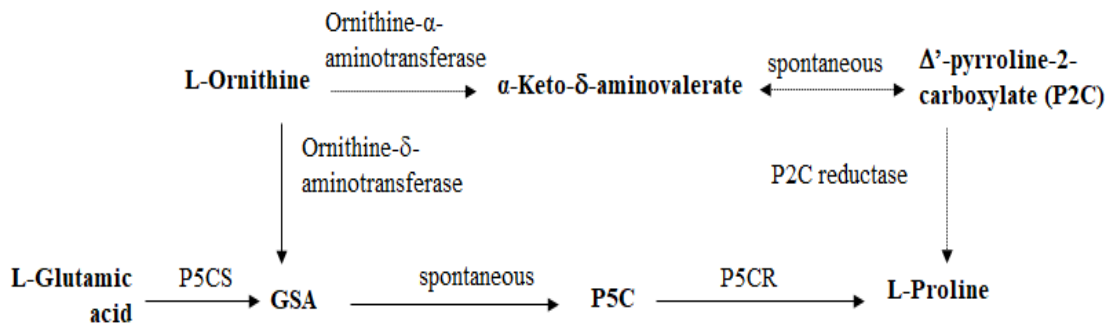 Ornithine-α-
aminotransferase
L-Ornithine
α-Keto-δ-aminovalerate
spontaneous
Δ’-pyrroline-2-
carboxylate (P2C)
Ornithine-δ-
aminotransferase
P2C reductase
L-Glutamic
acid
P5CS
GSA
spontaneous
P5C
P5CR
L-Proline